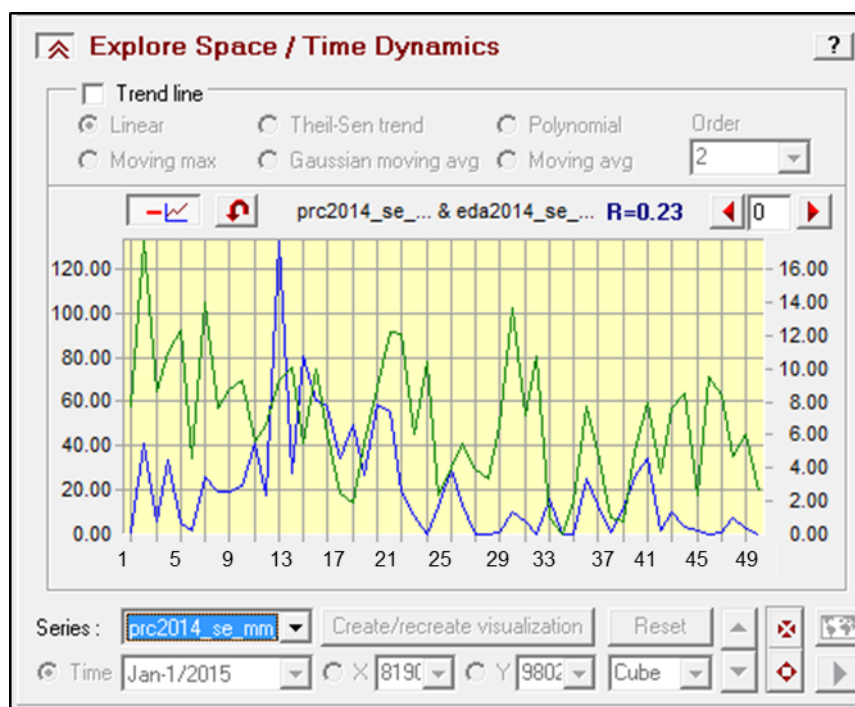 Explore Space / Time Dynamics ?
Trend line
Linear Theil-Sen trend Polynomial Order
Moving max Gaussian moving avg Moving avg 2
prc2014_se_... & eda2014_se_... R=0.23 0
120.00 16.00
100.00 14.00
80.00 12.00
60.00 10.00
40.00 8.00
20.00 6.00
0.00 4.00
2.00
0.00
1 5 9 13 17 21 25 29 33 37 41 45 49
Series : prc2014_se_mm Create/recreate visualization Reset
Time Jan-1/2015 X 819( Y 9802 Cube